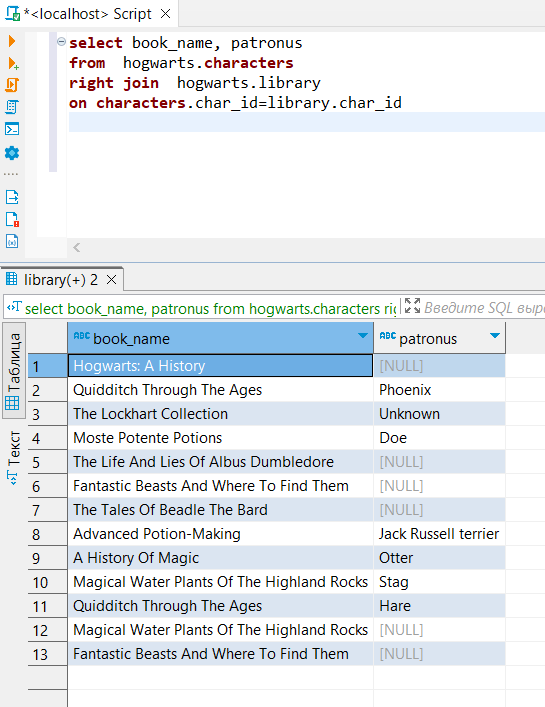 *<localhost> Script
select book_name, patronus
from  hogwarts.characters
right join  hogwarts.library
on characters.char_id=library.char_id
library(+) 2
select book_name, patronus from hogwarts.characters rig
Введите SQL выра
Таблица
Текст
ABC book_name ABC patronus
1 Hogwarts: A History [NULL]
2 Quidditch Through The Ages Phoenix
3 The Lockhart Collection Unknown
4 Moste Potente Potions Doe
5 The Life And Lies Of Albus Dumbledore [NULL]
6 Fantastic Beasts And Where To Find Them [NULL]
7 The Tales Of Beadle The Bard [NULL]
8 Advanced Potion-Making Jack Russell terrier
9 A History Of Magic Otter
10 Magical Water Plants Of The Highland Rocks Stag
11 Quidditch Through The Ages Hare
12 Magical Water Plants Of The Highland Rocks [NULL]
13 Fantastic Beasts And Where To Find Them [NULL]